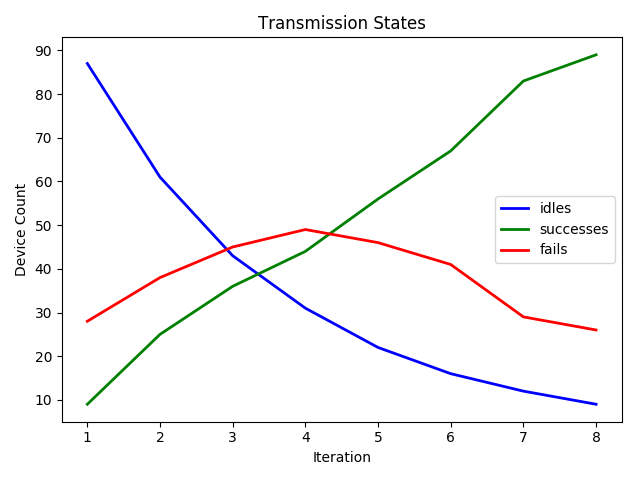 Transmission States
Device Count
90
80
70
60
50
40
30
20
10
idles
successes
fails
1 2 3 4 5 6 7 8
Iteration